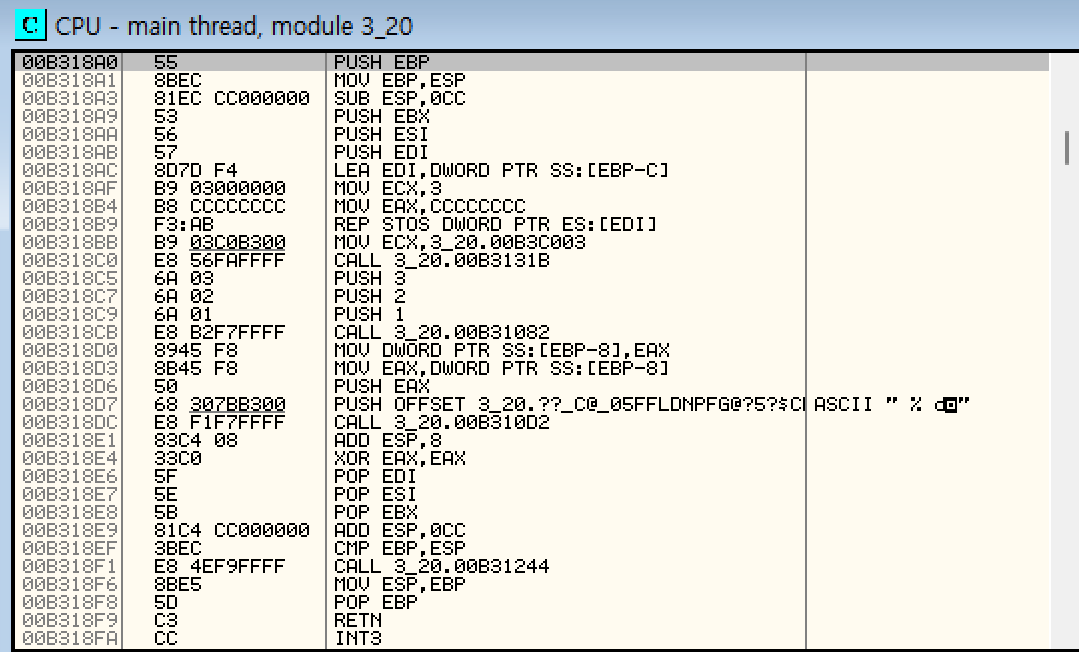 C CPU - main thread, module 3_20
00B318A0 55 PUSH EBP
00B318A1 8BEC MOV EBP,ESP
00B318A3 81EC CC000000 SUB ESP,0CC
00B318A9 53 PUSH EBX
00B318AA 56 PUSH ESI
00B318AB 57 PUSH EDI
00B318AC 8D7D F4 LEA EDI,DWORD PTR SS:[EBP-C]
00B318AF B9 03000000 MOV ECX,3
00B318B4 B8 CCCCCCCC MOV EAX,CCCCCCCC
00B318B9 F3:AB REP STOS DWORD PTR ES:[EDI]
00B318BB B9 03C0B300 MOV ECX,3_20.00B3C003
00B318C0 E8 56FAFFFF CALL 3_20.00B3131B
00B318C5 6A 03 PUSH 3
00B318C7 6A 02 PUSH 2
00B318C9 6A 01 PUSH 1
00B318CB E8 B2F7FFFF CALL 3_20.00B31082
00B318D0 8945 F8 MOV DWORD PTR SS:[EBP-8],EAX
00B318D3 8B45 F8 MOV EAX,DWORD PTR SS:[EBP-8]
00B318D6 50 PUSH EAX
00B318D7 68 307BB300 PUSH OFFSET 3_20.??_C@_05FFLDNPFG@?5?$CI ASCII " % d"
00B318DC E8 F1F7FFFF CALL 3_20.00B310D2
00B318E1 83C4 08 ADD ESP,8
00B318E4 33C0 XOR EAX,EAX
00B318E6 5F POP EDI
00B318E7 5E POP ESI
00B318E8 5B POP EBX
00B318E9 81C4 CC000000 ADD ESP,0CC
00B318EF 3BEC CMP EBP,ESP
00B318F1 E8 4EF9FFFF CALL 3_20.00B31244
00B318F6 8BE5 MOV ESP,EBP
00B318F8 5D POP EBP
00B318F9 C3 RETN
00B318FA CC INT3